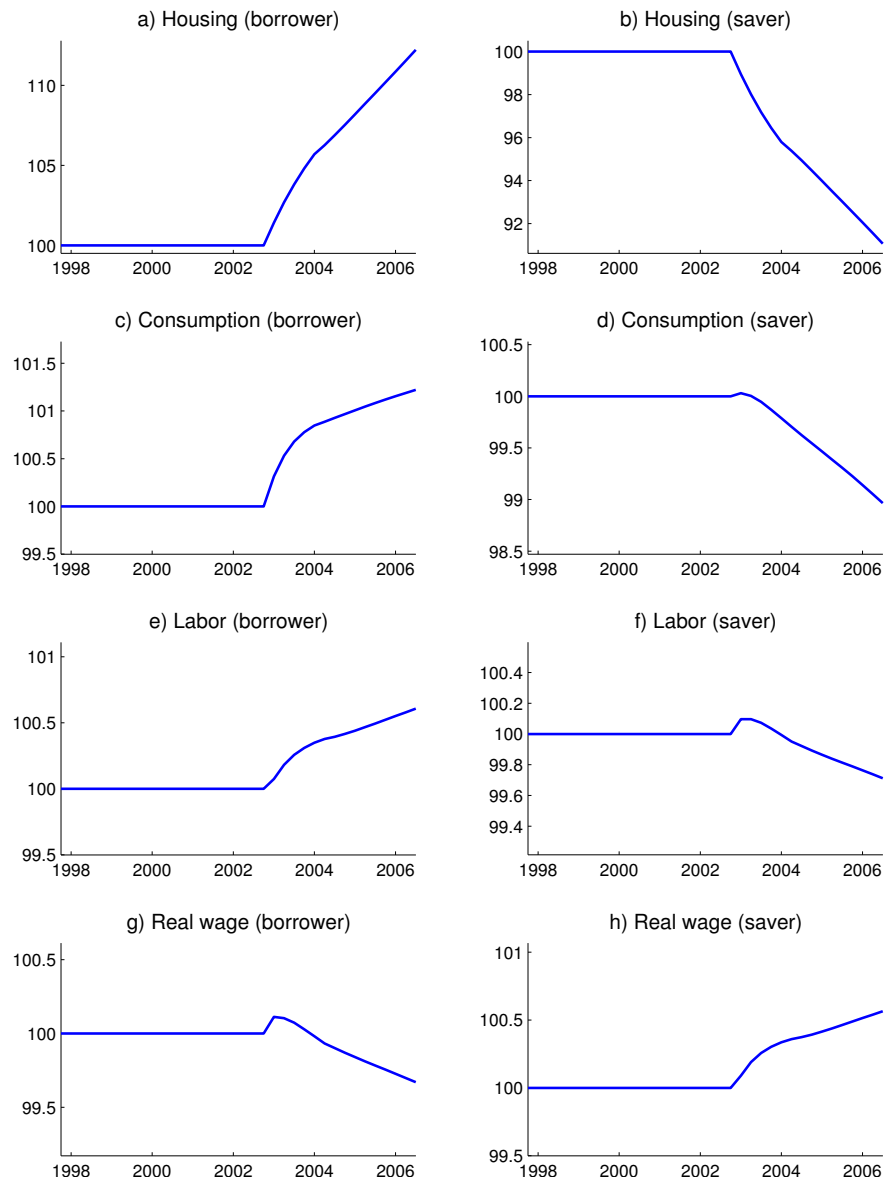 a) Housing (borrower)
110
105
100
1998 2000 2002 2004 2006
b) Housing (saver)
100
98
96
94
92
1998 2000 2002 2004 2006
c) Consumption (borrower)
101.5
101
100.5
100
99.5
1998 2000 2002 2004 2006
d) Consumption (saver)
100.5
100
99.5
99
98.5
1998 2000 2002 2004 2006
e) Labor (borrower)
101
100.5
100
99.5
1998 2000 2002 2004 2006
f) Labor (saver)
100.4
100.2
100
99.8
99.6
99.4
1998 2000 2002 2004 2006
g) Real wage (borrower)
100.5
100
99.5
1998 2000 2002 2004 2006
h) Real wage (saver)
101
100.5
100
99.5
1998 2000 2002 2004 2006